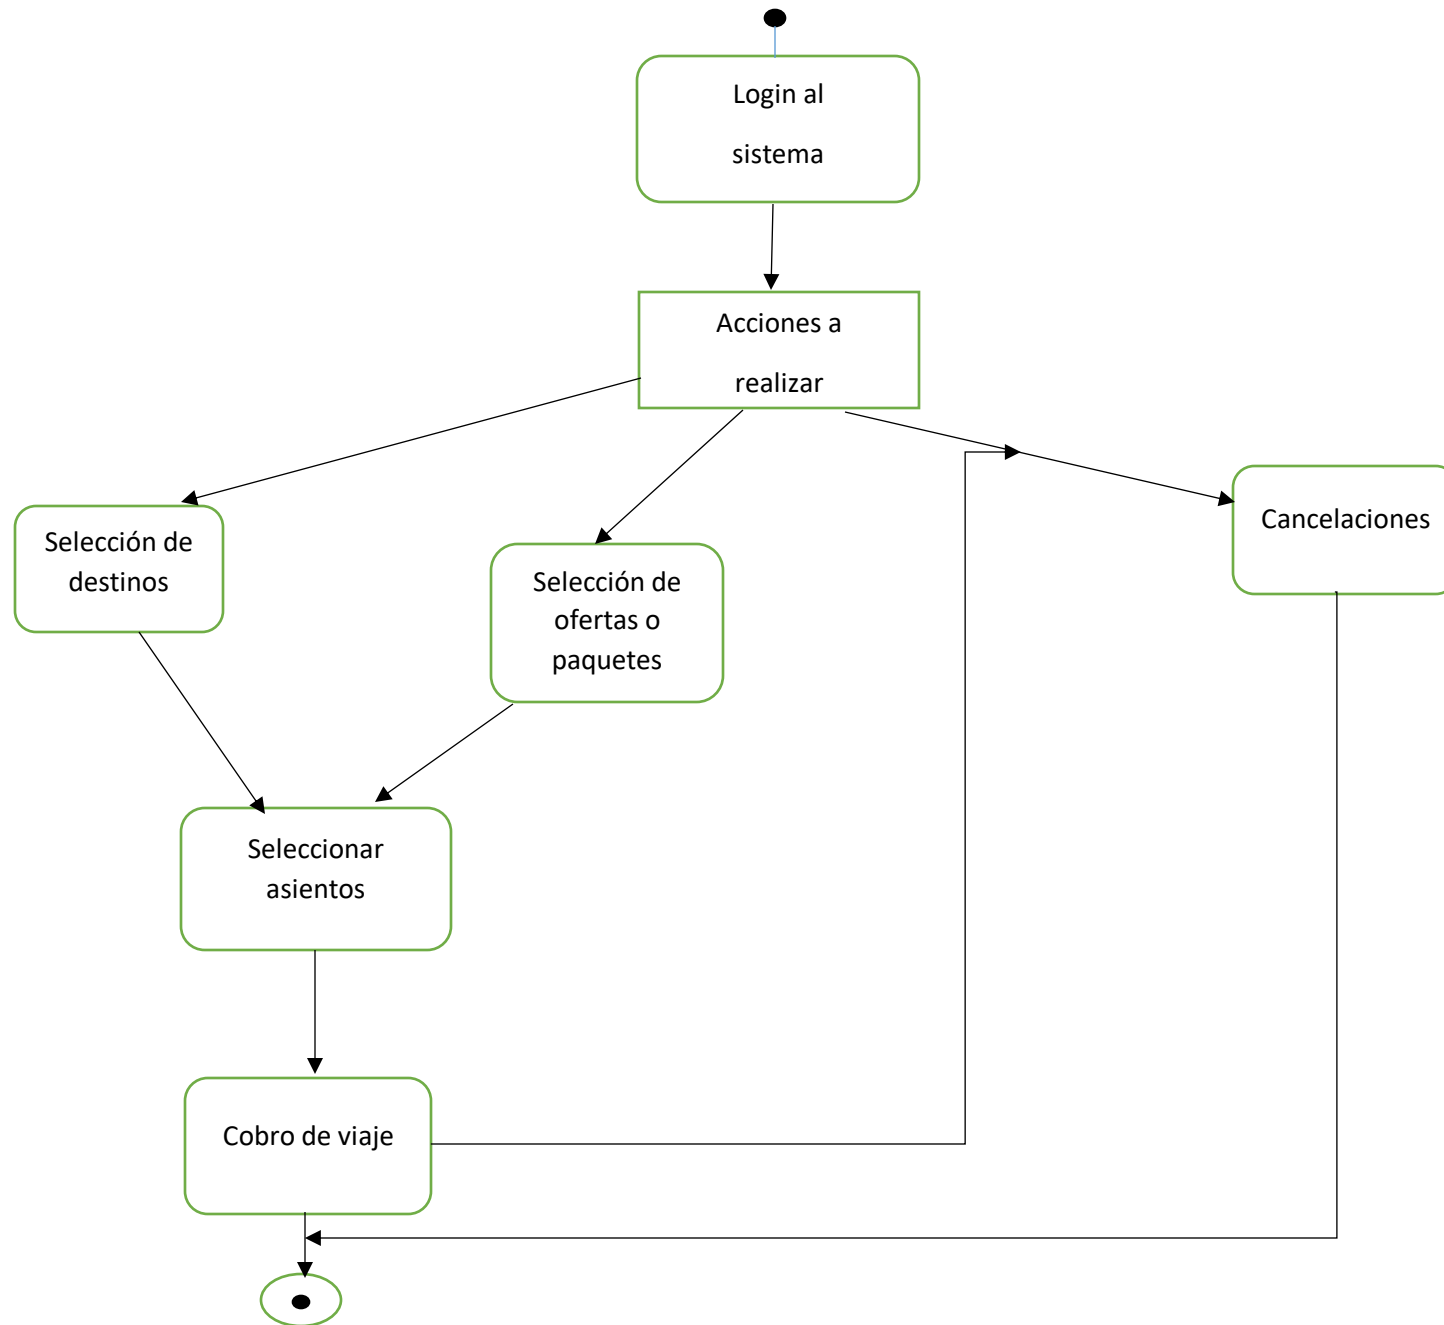 Login al
sistema
Acciones a
realizar
Selección de
destinos
Selección de
ofertas o
paquetes
Cancelaciones
Seleccionar
asientos
Cobro de viaje